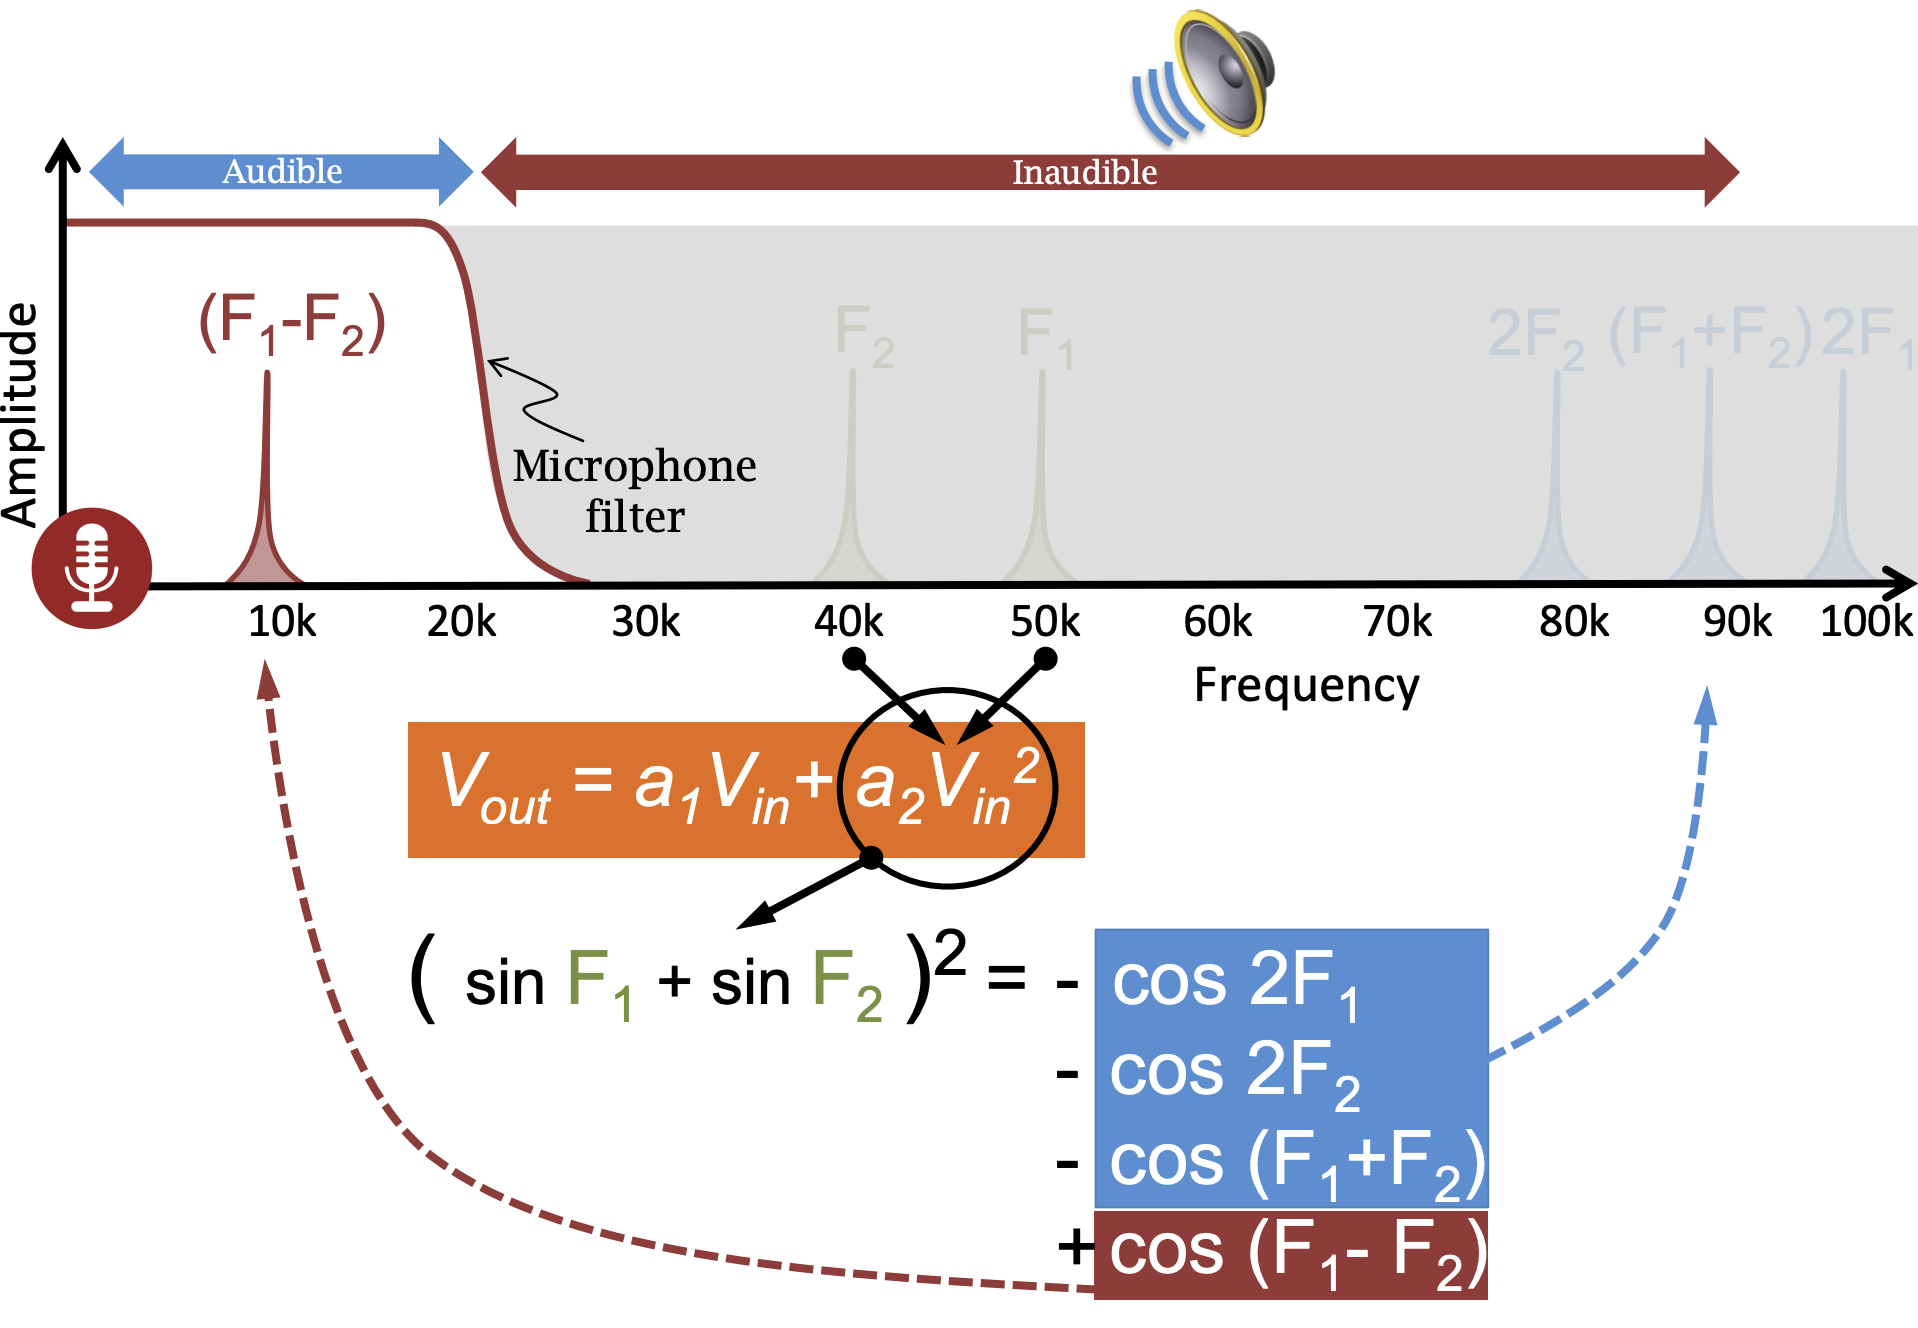 Audible
Inaudible
Amplitude
(F₁-F₂)
F₂
F₁
2F₂
(F₁+F₂)
2F₁
Microphone
filter
10k
20k
30k
40k
50k
60k
70k
80k
90k
100k
Frequency
Vout = a₁Vin+ a₂Vin²
( sin F₁ + sin F₂ )² = - cos 2F₁
- cos 2F₂
- cos (F₁+F₂)
+cos (F₁- F₂)